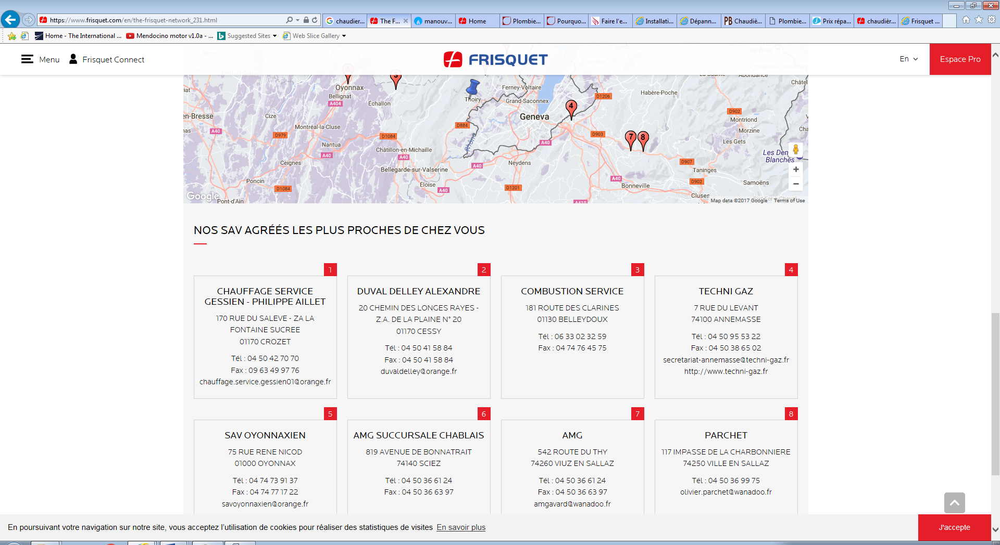 https://www.frisquet.com/en/the-frisquet-network_231.html
chaudier...
The F...
manouv...
Home
Plombie...
Pourquo...
Faire l'e...
Installati...
Dépann...
Chaudiè...
Plombie...
Prix répa...
chaudièr...
Frisquet ...
Home - The International ...
Mendocino motor v1.0a - ...
Suggested Sites
Web Slice Gallery
Menu
Frisquet Connect
FRISQUET
En
Espace Pro
Oyonnax
Bellignat
A404
Échallon
Thoiry
Ferney-Voltaire
Grand-Saconnex
D1206
Habère-Poche
Châtel
en-Bresse
Cize
Geneva
4
D902
Montriond
Morzine
Les Gets
A40
Montréal-la-Cluse
D884
D979
D1084
Nantua
A40
Châtillon-en-Michaille
A40
Rhône
A40
D903
7
8
Les Den
Blanches
Ceignes
Bellegarde-sur-Valserine
A40
Neydens
D907
Taninges
Poncin
D1084
Éloise
A40
D1201
A40
Bonneville
D902
Samoëns
Cluses
Google
Pont-d'Ain
A410
Map data ©2017 Google
Terms of Use
NOS SAV AGRÉÉS LES PLUS PROCHES DE CHEZ VOUS
1
CHAUFFAGE SERVICE
GESSIEN - PHILIPPE AILLET
170 RUE DU SALEVE - ZA LA
FONTAINE SUCREE
01170 CROZET
Tél : 04 50 42 70 70
Fax : 09 63 49 97 76
chauffage.service.gessien01@orange.fr
2
DUVAL DELLEY ALEXANDRE
20 CHEMIN DES LONGES RAYES -
Z.A. DE LA PLAINE N° 20
01170 CESSY
Tél : 04 50 41 58 84
Fax : 04 50 41 58 84
duvaldelley@orange.fr
3
COMBUSTION SERVICE
181 ROUTE DES CLARINES
01130 BELLEYDOUX
Tél : 06 33 02 32 59
Fax : 04 74 76 45 75
4
TECHNI GAZ
7 RUE DU LEVANT
74100 ANNEMASSE
Tél : 04 50 95 53 22
Fax : 04 50 38 65 02
secretariat-annemasse@techni-gaz.fr
http://www.techni-gaz.fr
5
SAV OYONNAXIEN
75 RUE RENE NICOD
01000 OYONNAX
Tél : 04 74 73 91 37
Fax : 04 74 77 17 22
savoyonnaxien@orange.fr
6
AMG SUCCURSALE CHABLAIS
819 AVENUE DE BONNATRAIT
74140 SCIEZ
Tél : 04 50 36 61 24
Fax : 04 50 36 63 97
7
AMG
542 ROUTE DU THY
74260 VIUZ EN SALLAZ
Tél : 04 50 36 61 24
Fax : 04 50 36 63 97
amgavard@wanadoo.fr
8
PARCHET
117 IMPASSE DE LA CHARBONNIERE
74250 VILLE EN SALLAZ
Tél : 04 50 36 99 75
olivier.parchet@wanadoo.fr
En poursuivant votre navigation sur notre site, vous acceptez l'utilisation de cookies pour réaliser des statistiques de visites En savoir plus
J'accepte